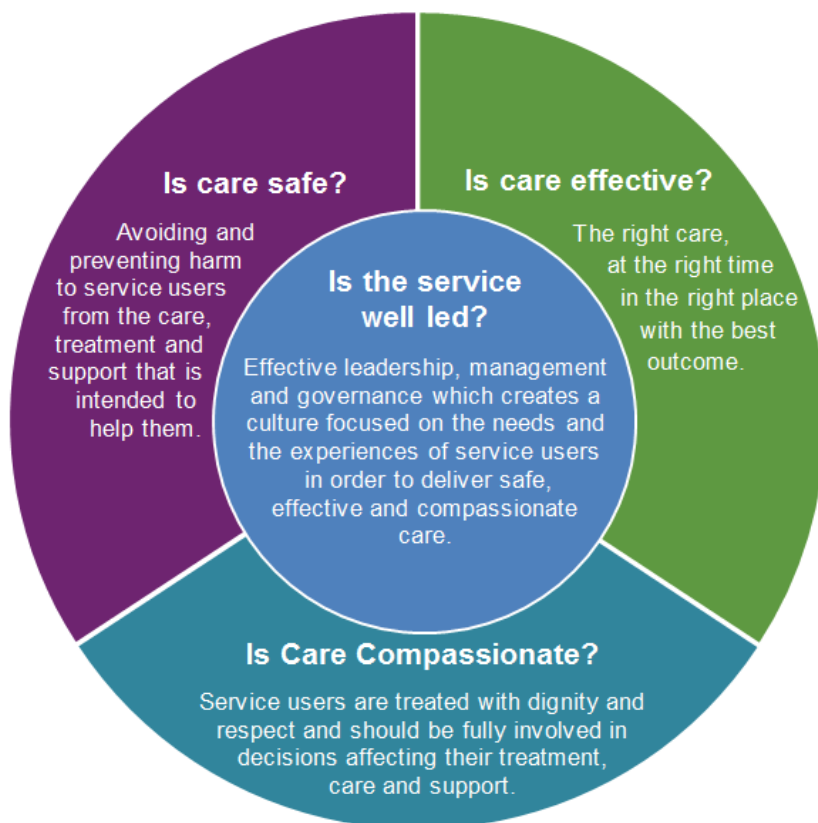 Is care safe?
Avoiding and
preventing harm
to service users
from the care,
treatment and
support that is
intended to
help them.
Is care effective?
The right care,
at the right time
in the right place
with the best
outcome.
Is the service
well led?
Effective leadership, management
and governance which creates a
culture focused on the needs and
the experiences of service users
in order to deliver safe,
effective and compassionate
care.
Is Care Compassionate?
Service users are treated with dignity and
respect and should be fully involved in
decisions affecting their treatment,
care and support.